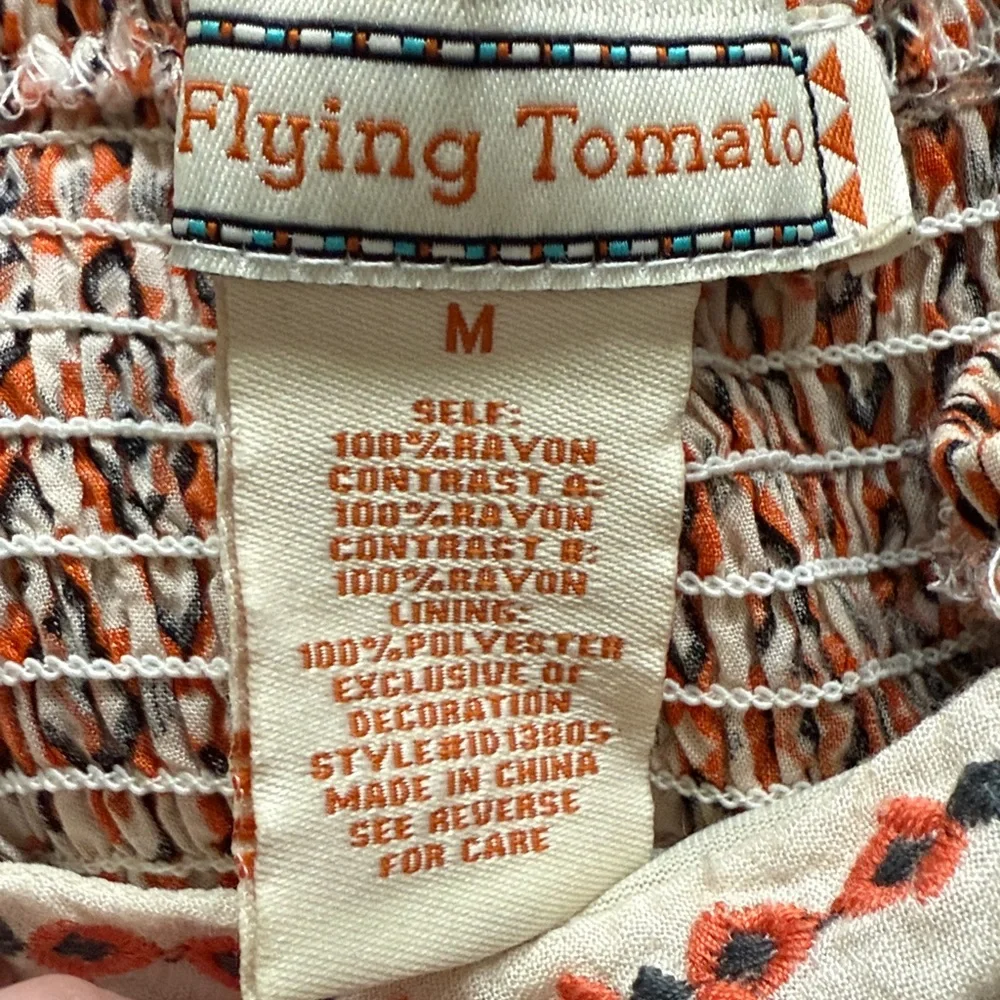 Flying Tomato
M
SELF:
100%RAYON
CONTRAST A:
100%RAYON
CONTRAST B:
100%RAYON
LINING:
100%POLYESTER
EXCLUSIVE OF
DECORATION
STYLE#ID13805
MADE IN CHINA
SEE REVERSE
FOR CARE